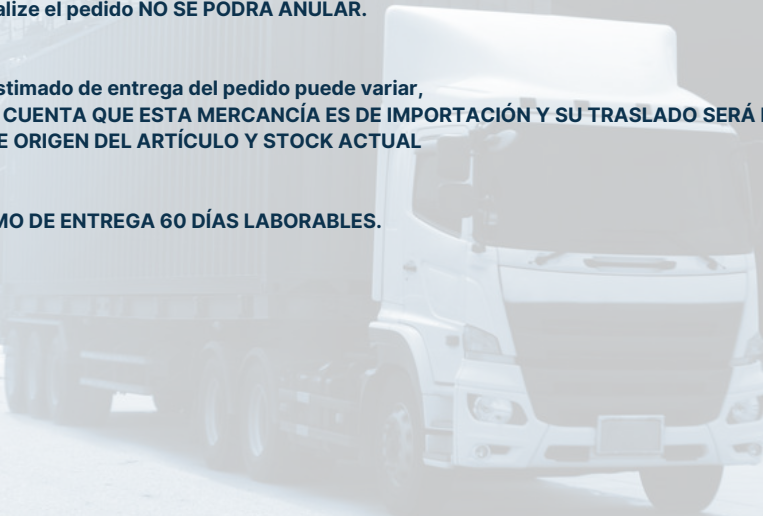 alize el pedido NO SE PODRÁ ANULAR.
stimado de entrega del pedido puede variar,
CUENTA QUE ESTA MERCANCÍA ES DE IMPORTACIÓN Y SU TRASLADO SERÁ
E ORIGEN DEL ARTÍCULO Y STOCK ACTUAL
MO DE ENTREGA 60 DÍAS LABORABLES.